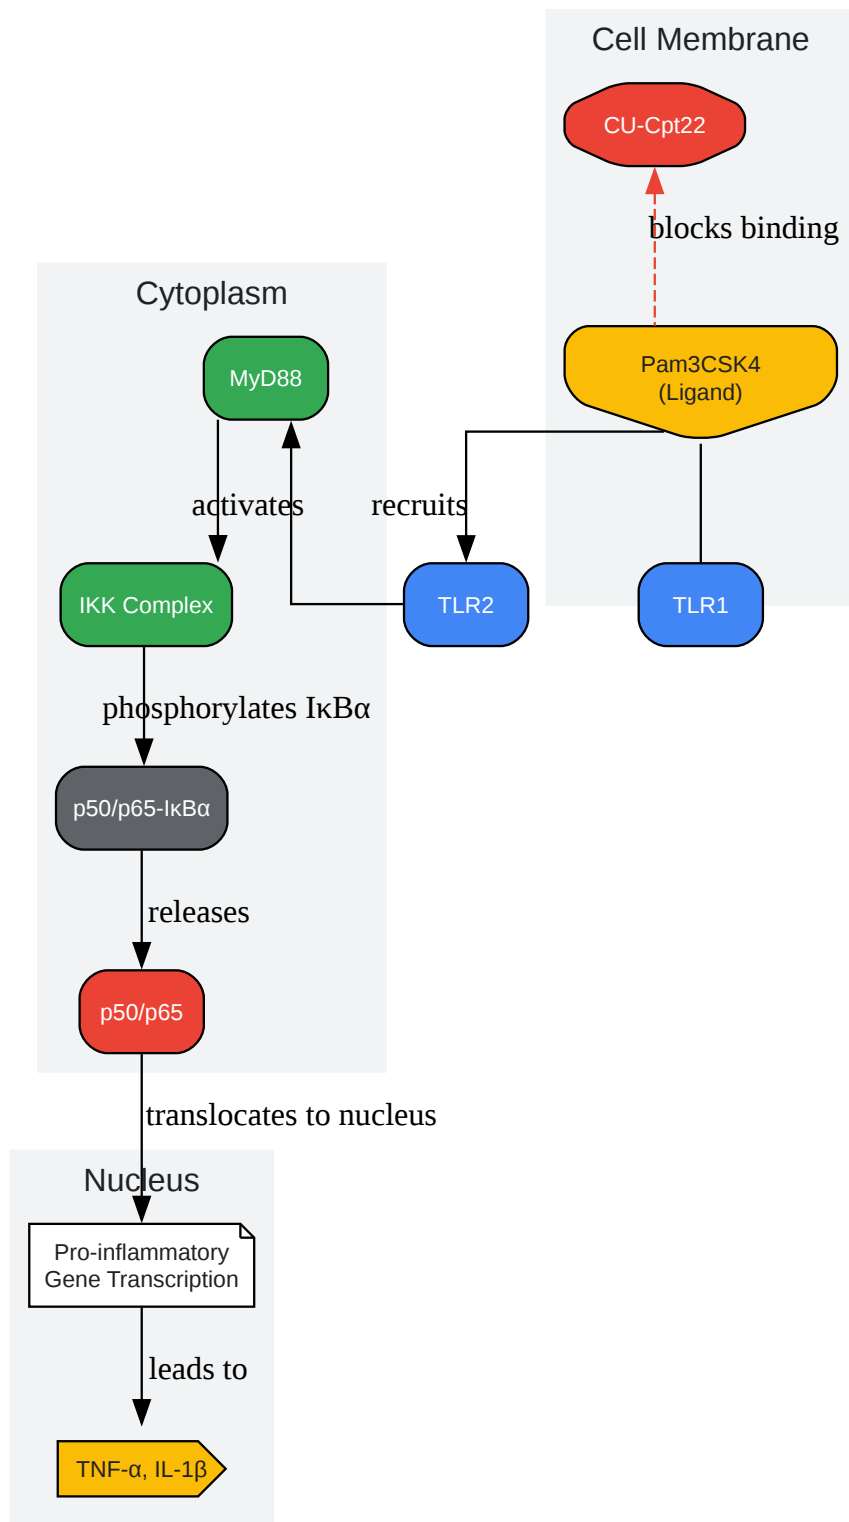 Cell Membrane
CU-Cpt22
blocks binding
Cytoplasm
MyD88
Pam3CSK4
(Ligand)
activates
recruits
IKK Complex
TLR2
TLR1
phosphorylates IκBα
p50/p65-IκBα
releases
p50/p65
translocates to nucleus
Nucleus
Pro-inflammatory
Gene Transcription
leads to
TNF-α, IL-1β